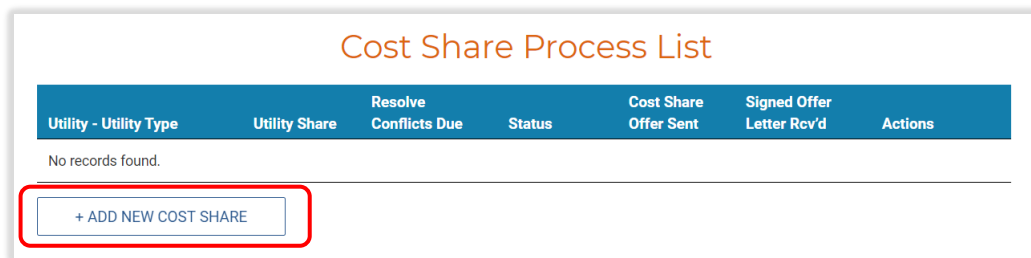 Cost Share Process List
Resolve Cost Share Signed Offer
Utility - Utility Type Utility Share Conflicts Due Status Offer Sent Letter Rcv'd Actions
No records found.
+ ADD NEW COST SHARE